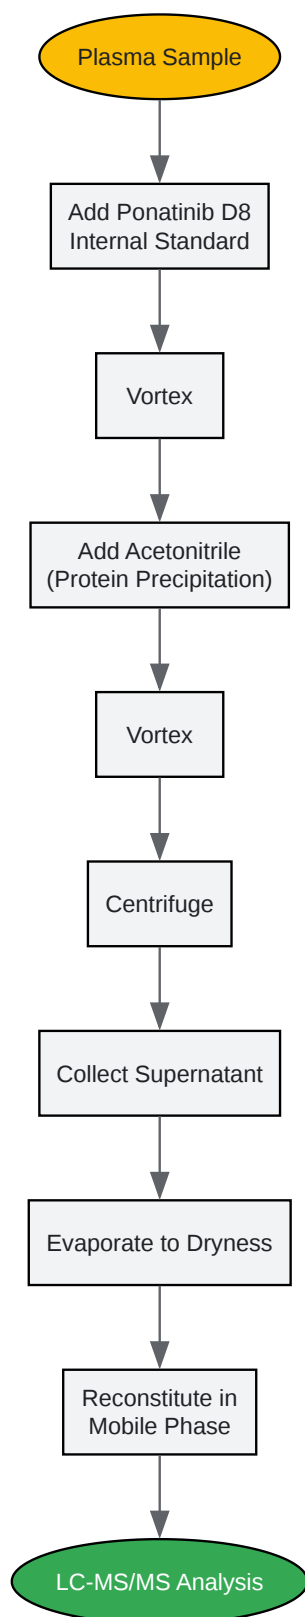 Plasma Sample
Add Ponatinib D8
Internal Standard
Vortex
Add Acetonitrile
(Protein Precipitation)
Vortex
Centrifuge
Collect Supernatant
Evaporate to Dryness
Reconstitute in
Mobile Phase
LC-MS/MS Analysis